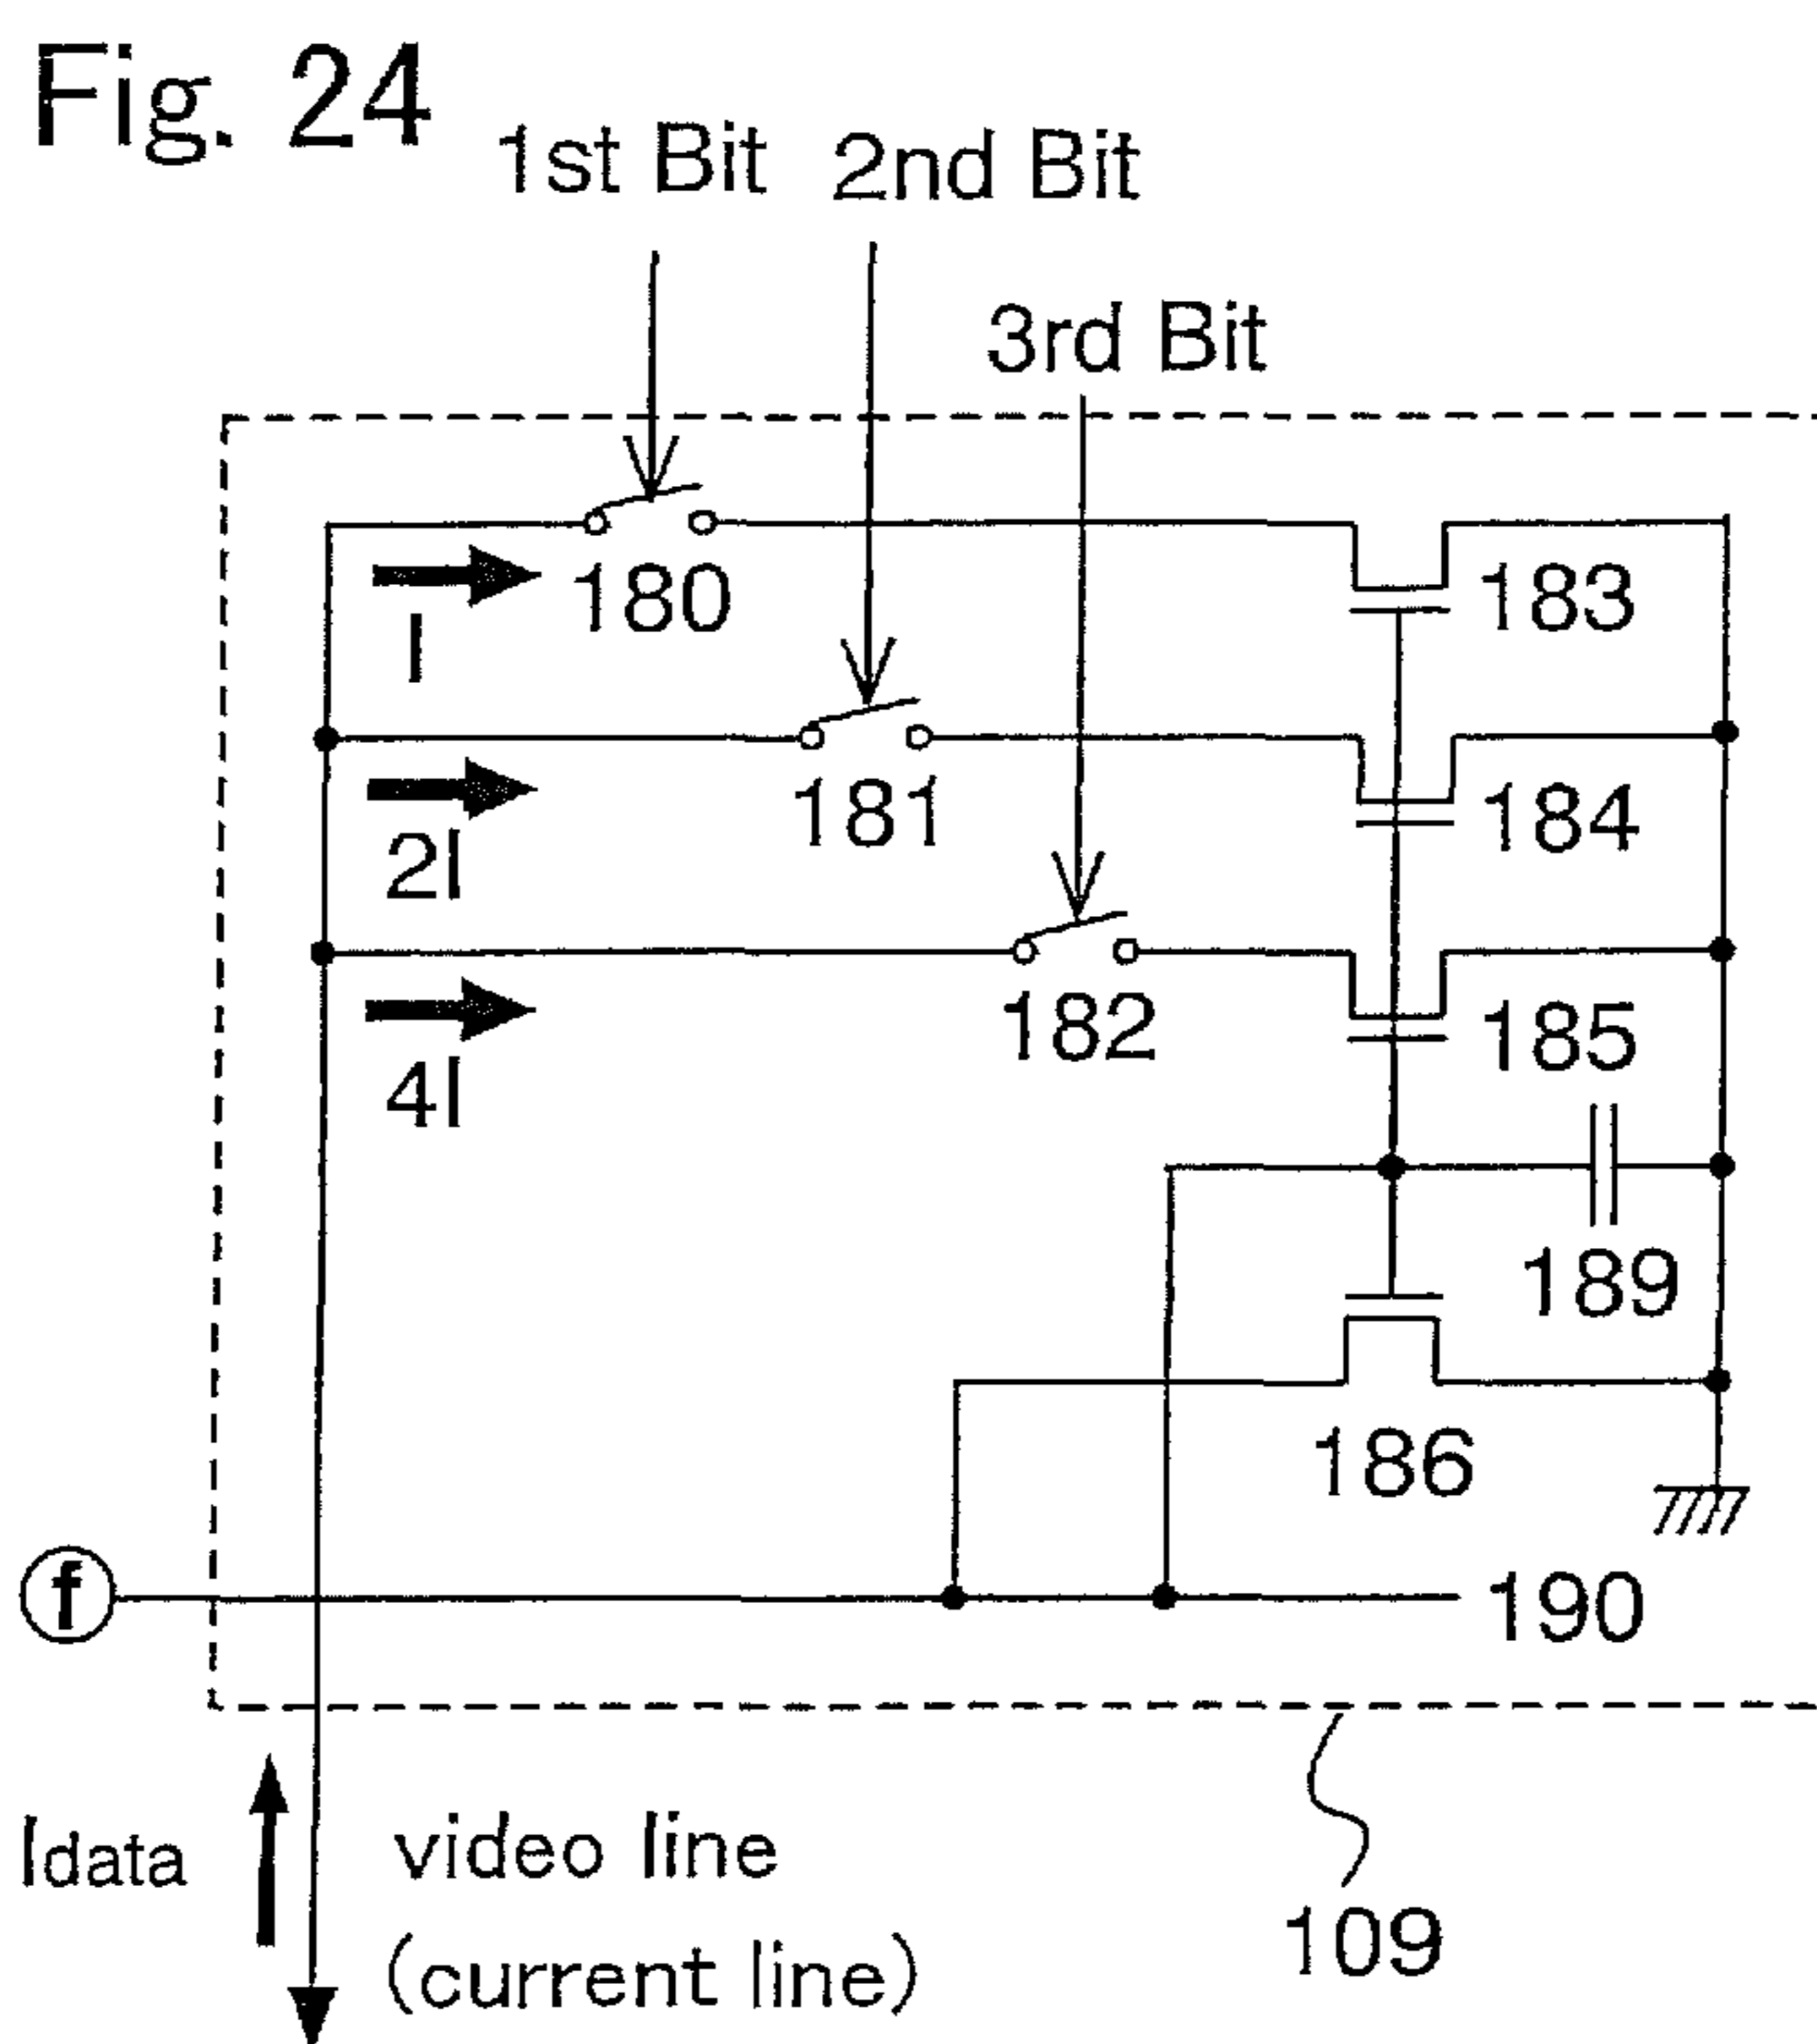 Fig. 24
1st Bit
2nd Bit
3rd Bit
180
183
I
181
184
2I
182
185
4I
189
186
f
190
Idata
video line
(current line)
109